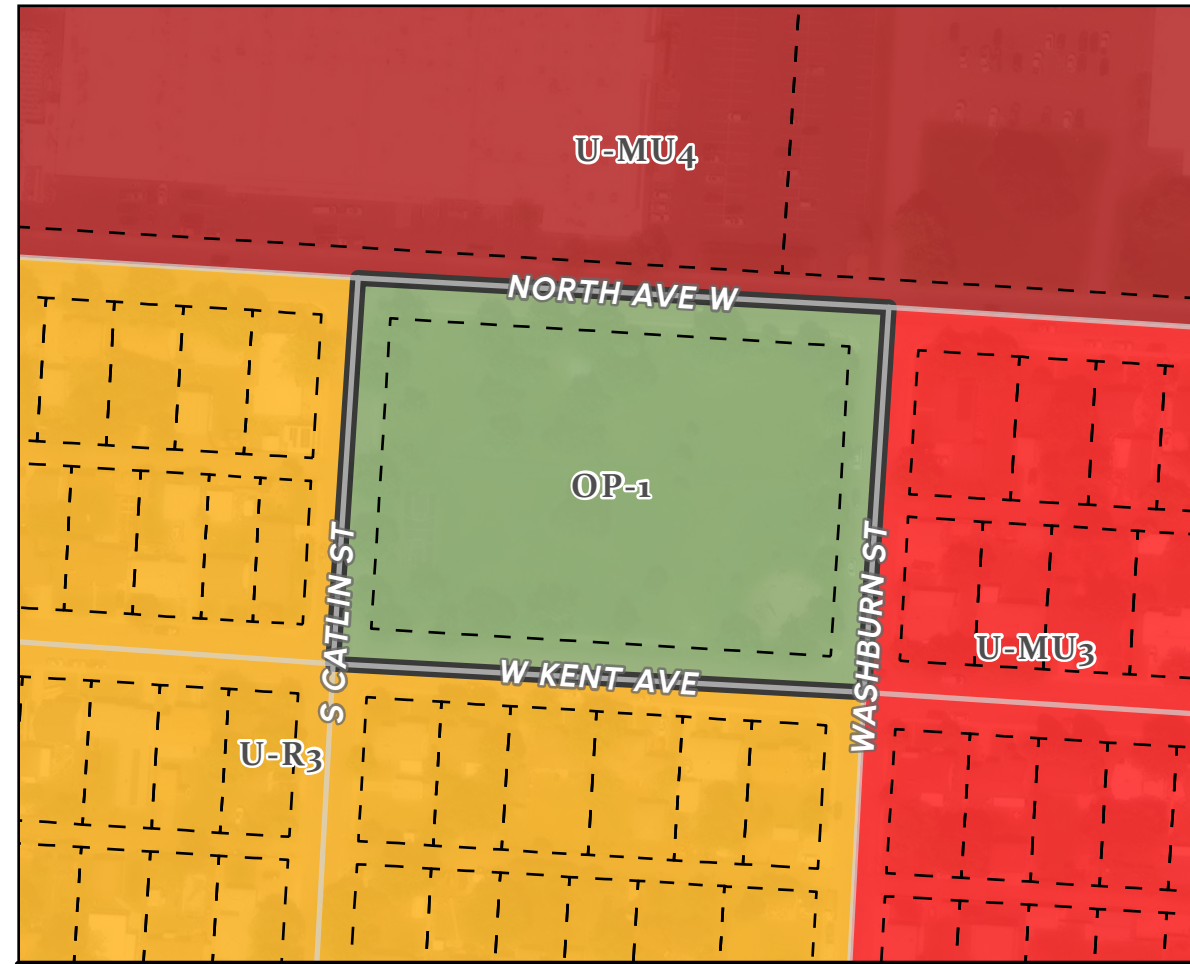 U-MU4
NORTH AVE W
OP-1
S CATLIN ST
WASHBURN ST
U-MU3
W KENT AVE
U-R3